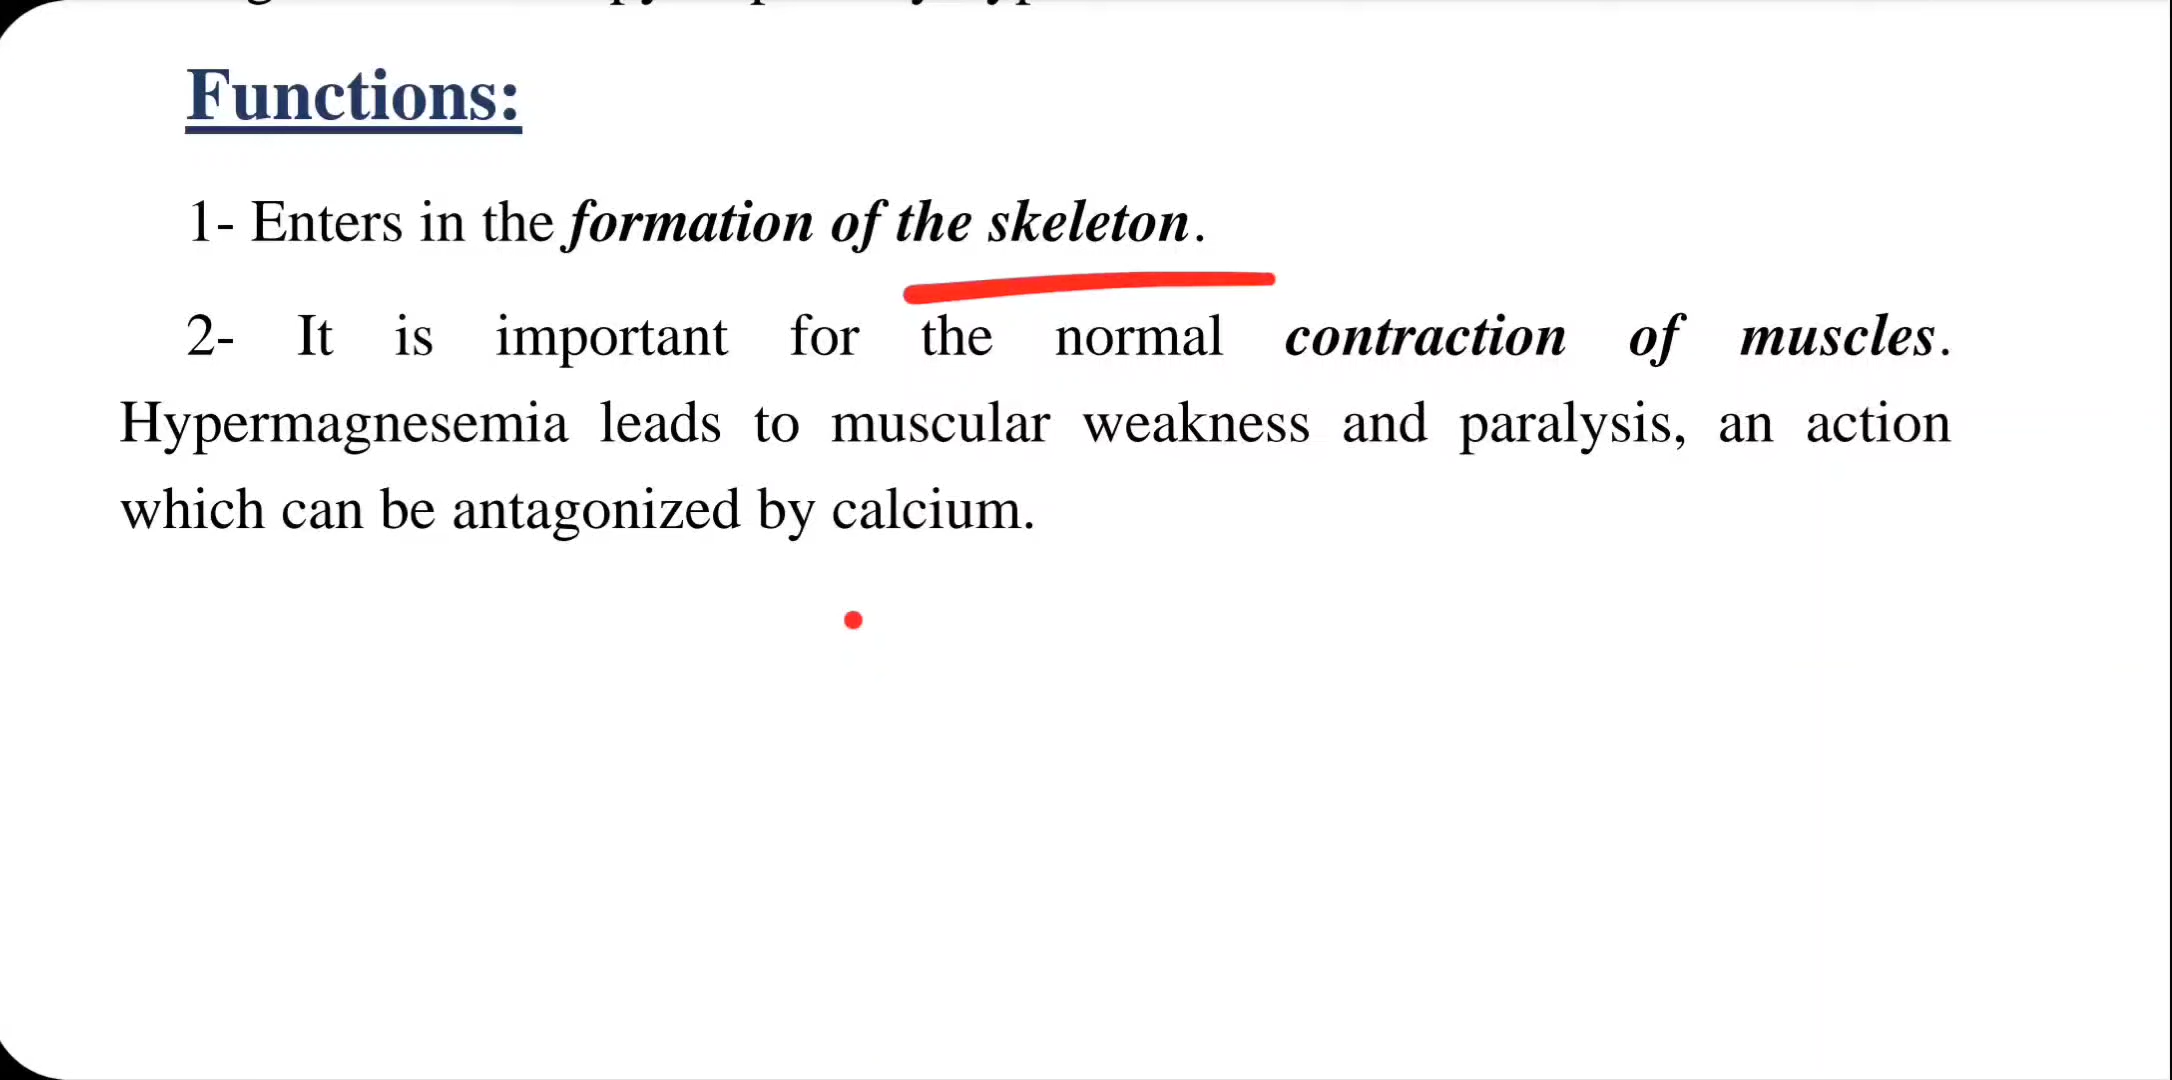 Functions:
1- Enters in the formation of the skeleton.
2- It is important for the normal contraction of muscles.
Hypermagnesemia leads to muscular weakness and paralysis, an action
which can be antagonized by calcium.